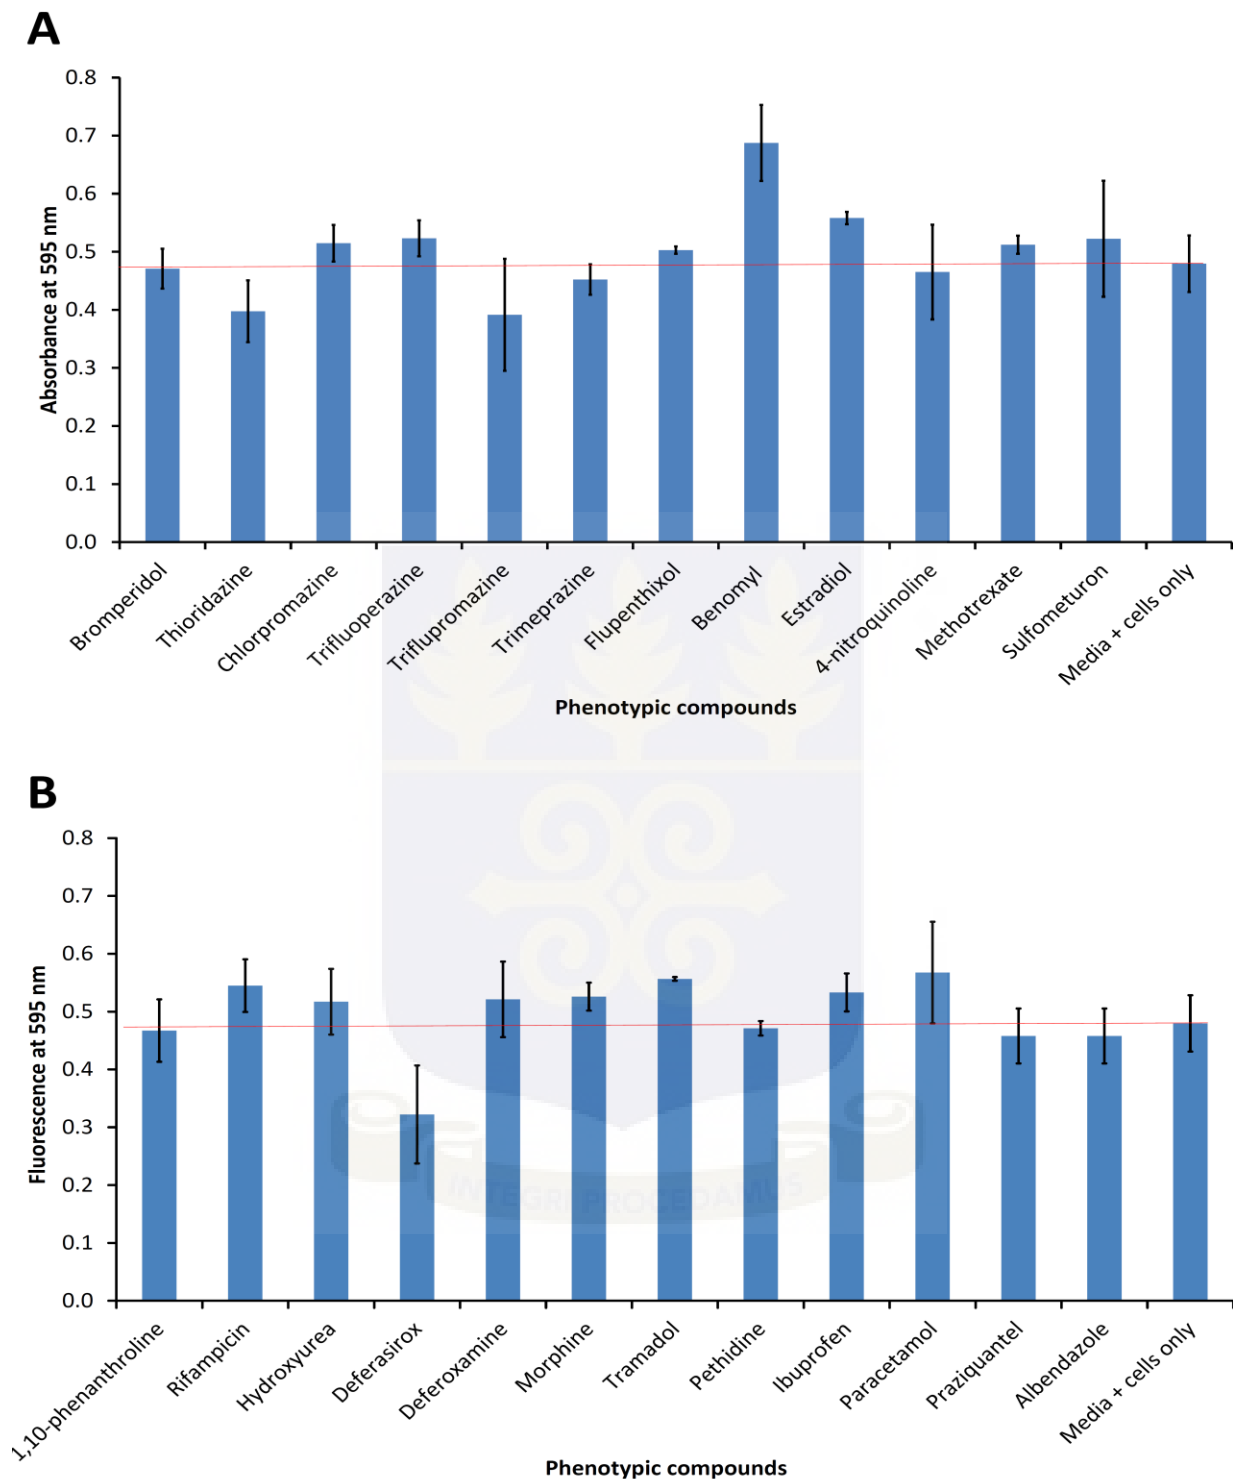 A
0.8
0.7
0.6
0.5
0.4
0.3
0.2
0.1
0.0
Absorbance at 595 nm
Bromperidol
Thioridazine
Chlorpromazine
Trifluoperazine
Triflupromazine
Trimeprazine
Flupenthixol
Benomyl
Estradiol
4-nitroquinoline
Methotrexate
Sulfometuron
Media + cells only
Phenotypic compounds
B
0.8
0.7
0.6
0.5
0.4
0.3
0.2
0.1
0.0
Fluorescence at 595 nm
INTEGRI PROCEDAMUS
1,10-phenanthroline
Rifampicin
Hydroxyurea
Deferasirox
Deferoxamine
Morphine
Tramadol
Pethidine
Ibuprofen
Paracetamol
Praziquantel
Albendazole
Media + cells only
Phenotypic compounds